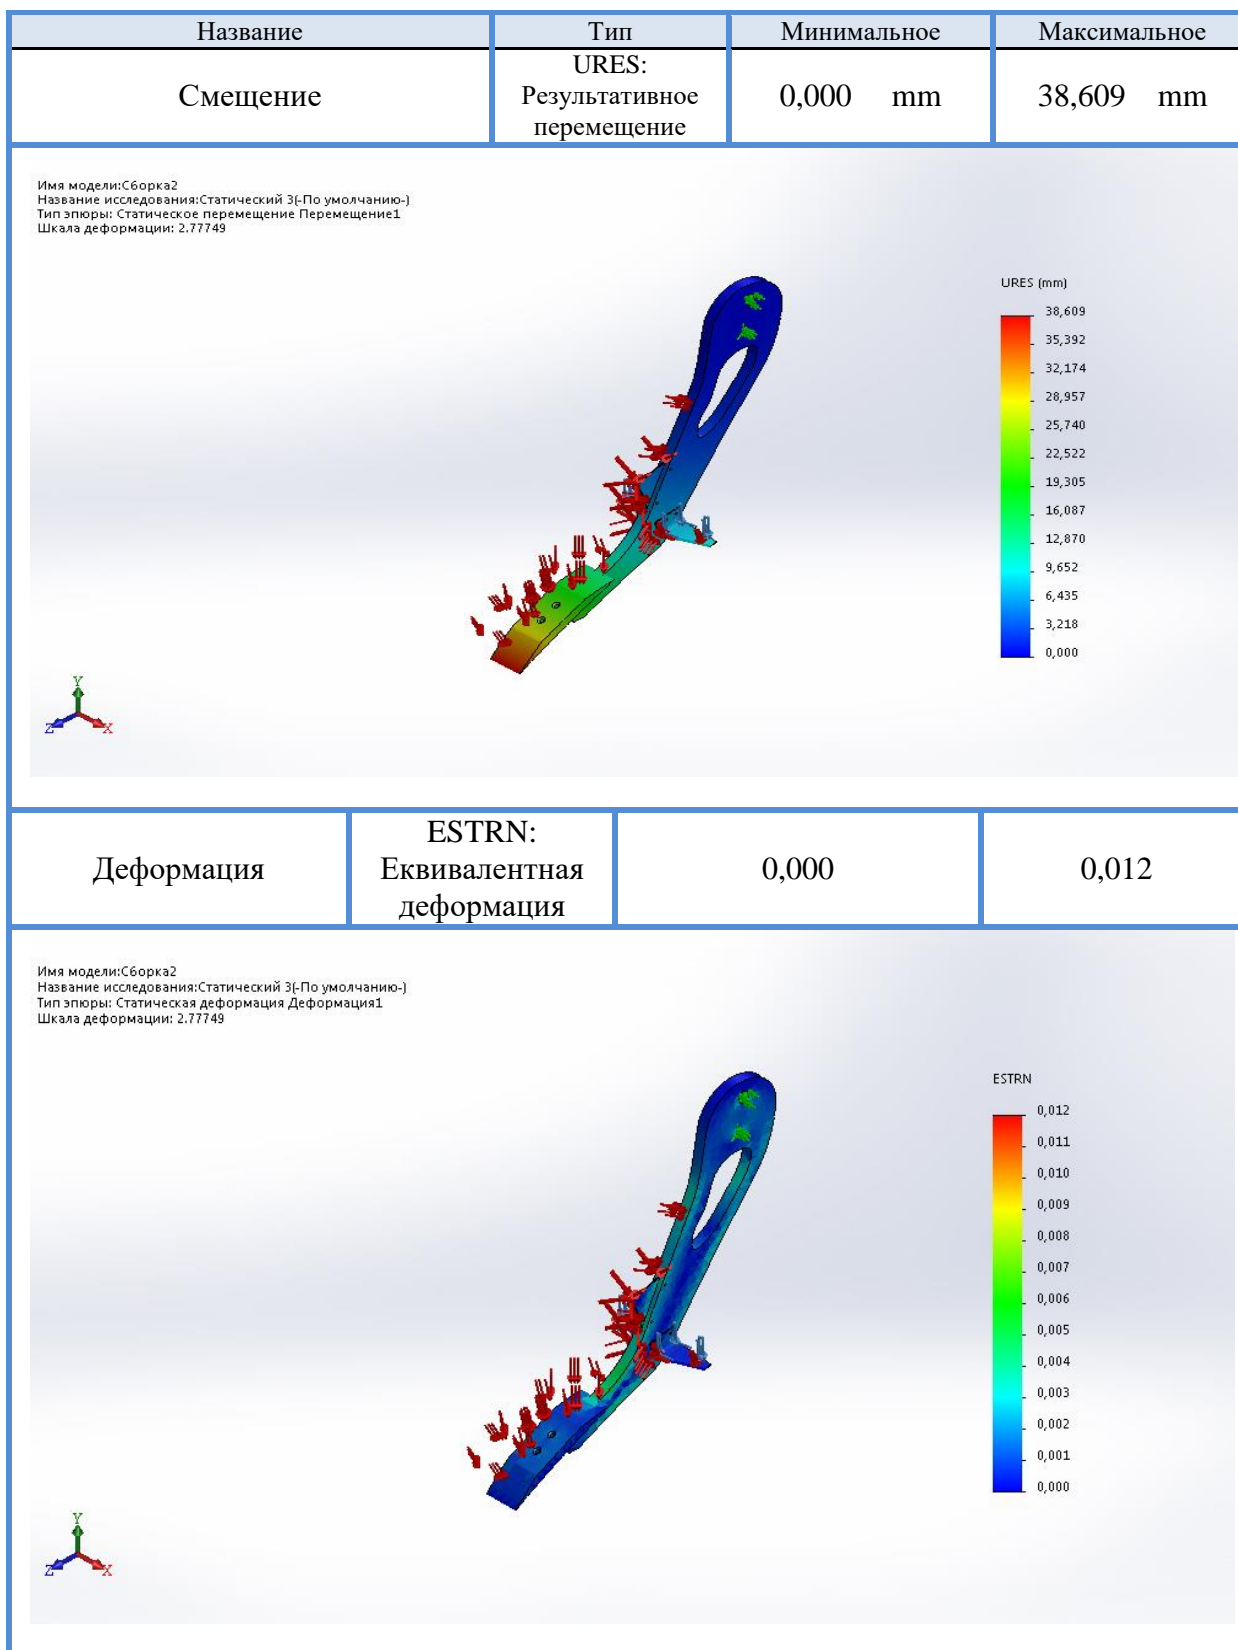 Название Тип Минимальное Максимальное
Смещение URES: 0,000 mm 38,609 mm
Результативное
перемещение
Имя модели:Сборка2
Название исследования:Статический 3(-По умолчанию-)
Тип эпюры: Статическое перемещение Перемещение1
Шкала деформации: 2.77749
URES (mm)
38,609
35,392
32,174
28,957
25,740
22,522
19,305
16,087
12,870
9,652
6,435
3,218
0,000
Y
Z X
Деформация ESTRN: 0,000 0,012
Еквивалентная
деформация
Имя модели:Сборка2
Название исследования:Статический 3(-По умолчанию-)
Тип эпюры: Статическая деформация Деформация1
Шкала деформации: 2.77749
ESTRN
0,012
0,011
0,010
0,009
0,008
0,007
0,006
0,005
0,004
0,003
0,002
0,001
0,000
Y
Z X